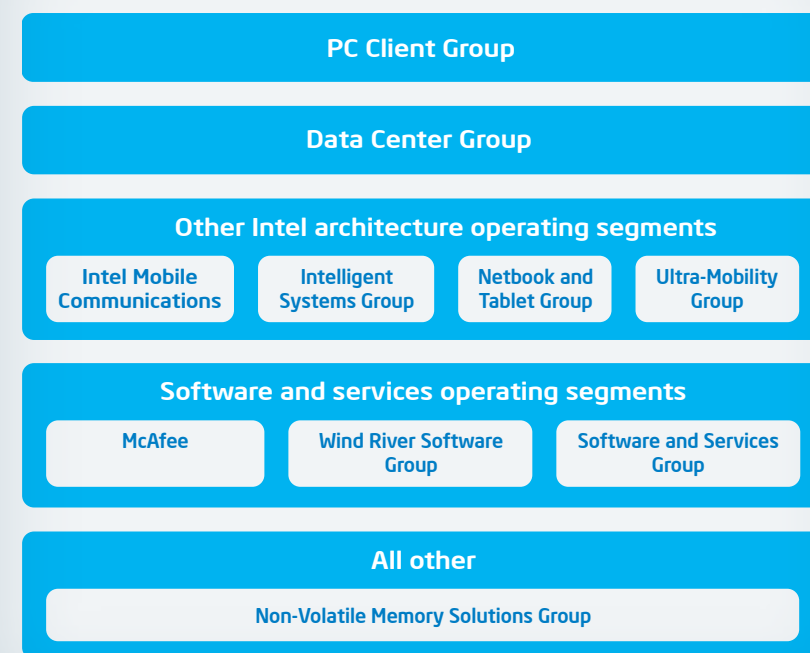 PC Client Group
Data Center Group
Other Intel architecture operating segments
Intel Mobile
Communications
Intelligent
Systems Group
Netbook and
Tablet Group
Ultra-Mobility
Group
Software and services operating segments
McAfee
Wind River Software
Group
Software and Services
Group
All other
Non-Volatile Memory Solutions Group